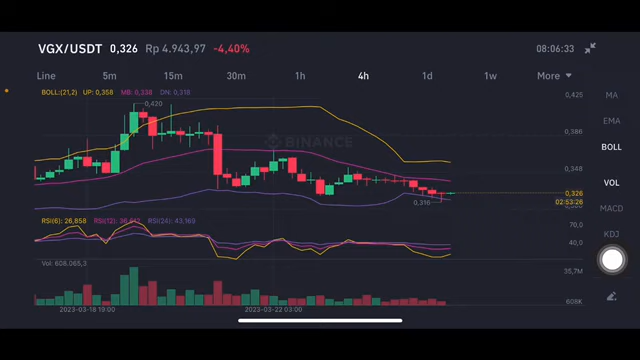 VGX/USDT 0,326 Rp 4.943,97 -4,40% 08:06:33
Line 5m 15m 30m 1h 4h 1d 1w More
BOLL:(21,2) UP: 0,358 MB: 0,338 DN: 0,318
0,425
MA
0,420
EMA
0,386
BINANCE
BOLL
0,348
VOL
0,326
02:53:26
0,316
MACD
RSI(6): 26,858 RSI(12): 36,612 RSI(24): 43,169
70,0
KDJ
40,0
Vol: 608.065,3
35,7M
608K
2023-03-18 19:00 2023-03-22 03:00